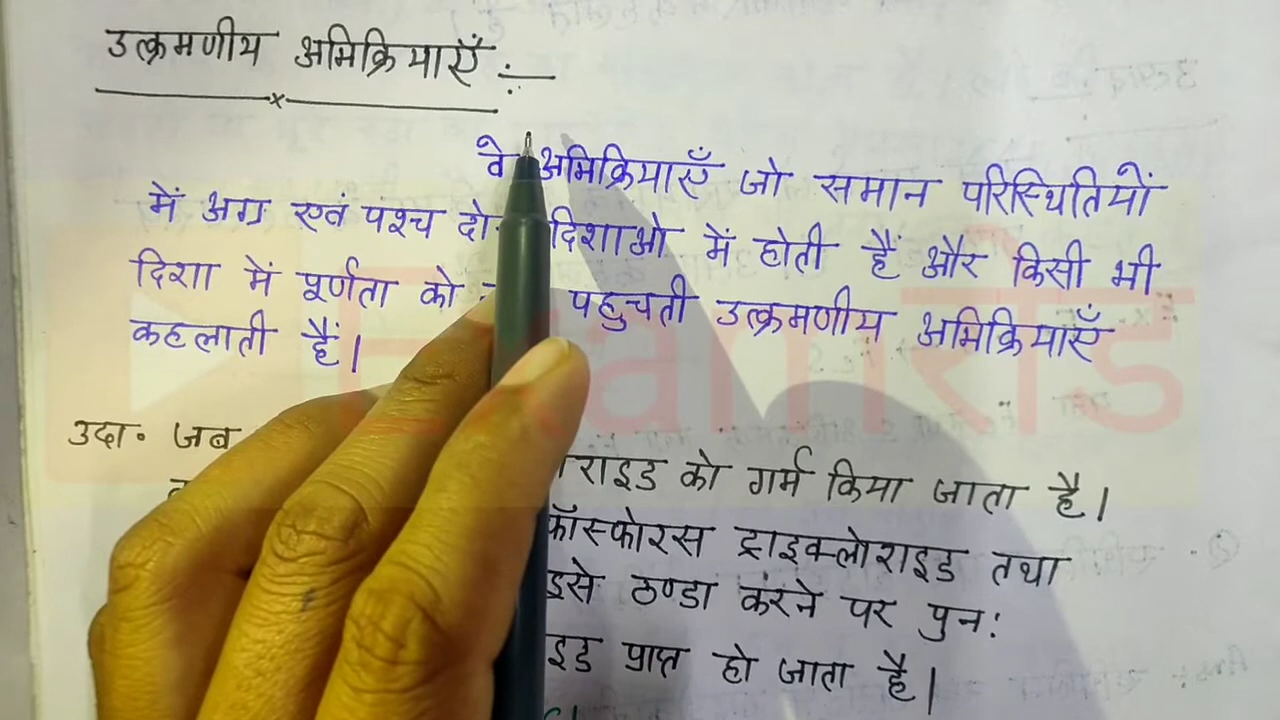 उत्क्रमणीय अभिक्रियाएँ :-
वे अभिक्रियाएँ जो समान परिस्थितियों
में अग्र एवं पश्च दिशाओ में होती हैं और किसी भी
दिशा में पूर्णता को पहुचती उत्क्रमणीय अभिक्रियाएँ
कहलाती हैं।
उदा. जब राइड को गर्म किया जाता है।
फॉस्फोरस ट्राइक्लोराइड तथा
इसे ठण्डा करने पर पुन:
इड प्राप्त हो जाता है।